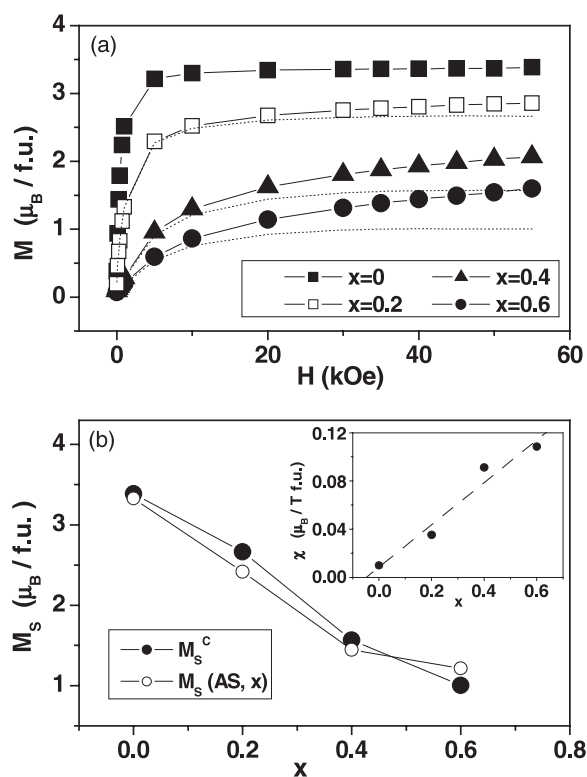 (a)
4
3
2
1
0
M (μB / f.u.)
x=0 x=0.4
x=0.2 x=0.6
0 20 40 60
H (kOe)
(b)
4
3
2
1
MS (μB / f.u.)
0.12
0.08
0.04
0.00
χ (μB / T f.u.)
0.0 0.2 0.4 0.6
x
MS^C
MS (AS, x)
0.0 0.2 0.4 0.6 0.8
x